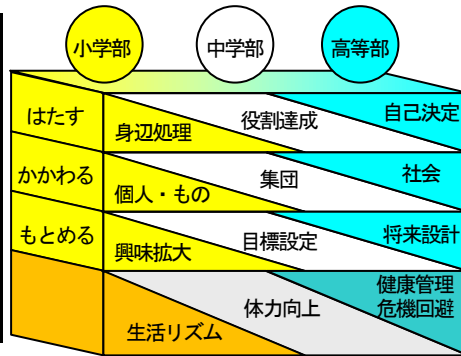 小学部
中学部
高等部
はたす
身辺処理
役割達成
自己決定
かかわる
個人・もの
集団
社会
もとめる
興味拡大
目標設定
将来設計
生活リズム
体力向上
健康管理
危機回避